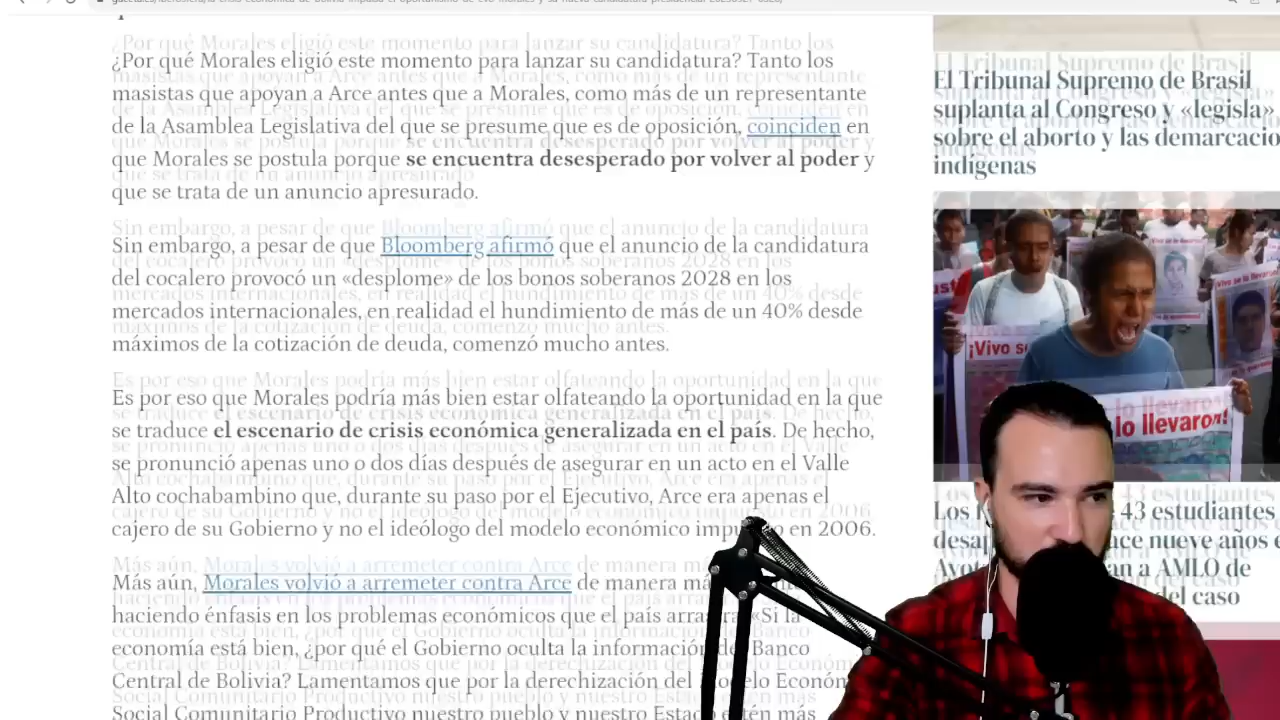 ¿Por qué Morales eligió este momento para lanzar su candidatura? Tanto los
masistas que apoyan a Arce antes que a Morales, como más de un representante
de la Asamblea Legislativa del que se presume que es de oposición, coinciden en
que Morales se postula porque se encuentra desesperado por volver al poder y
que se trata de un anuncio apresurado.
Sin embargo, a pesar de que Bloomberg afirmó que el anuncio de la candidatura
del cocalero provocó un «desplome» de los bonos soberanos 2028 en los
mercados internacionales, en realidad el hundimiento de más de un 40% desde
máximos de la cotización de deuda, comenzó mucho antes.
Es por eso que Morales podría más bien estar olfateando la oportunidad en la que
se traduce el escenario de crisis económica generalizada en el país. De hecho,
se pronunció apenas uno o dos días después de asegurar en un acto en el Valle
Alto cochabambino que, durante su paso por el Ejecutivo, Arce era apenas el
cajero de su Gobierno y no el ideólogo del modelo económico en 2006.
Más aún, Morales volvió a arremeter contra Arce de manera
haciendo énfasis en los problemas económicos que el país «Si la
economía está bien, ¿por qué el Gobierno oculta la información Banco
Central de Bolivia? Lamentamos que por la derechización del
Social Comunitario Productivo nuestro pueblo y nuestro Estado estén más
El Tribunal Supremo de Brasil
suplanta al Congreso y «legisla»
sobre el aborto y las
indígenas
¡Vivo
lo llevaron!
Los 43 estudiantes
nueve años
a AMLO de
del caso